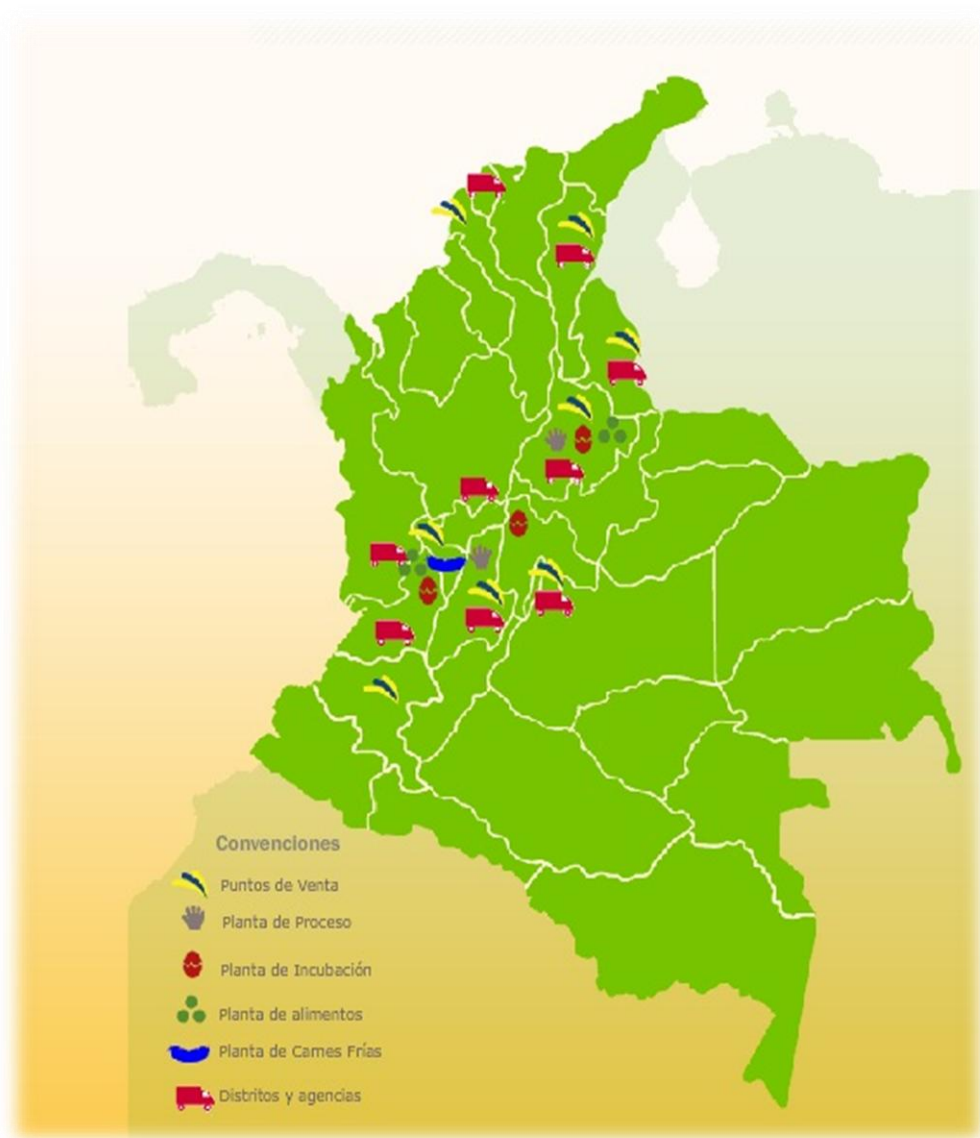 Convenciones
Puntos de Venta
Planta de Proceso
Planta de Incubación
Planta de alimentos
Planta de Carnes Frías
Distritos y agencias